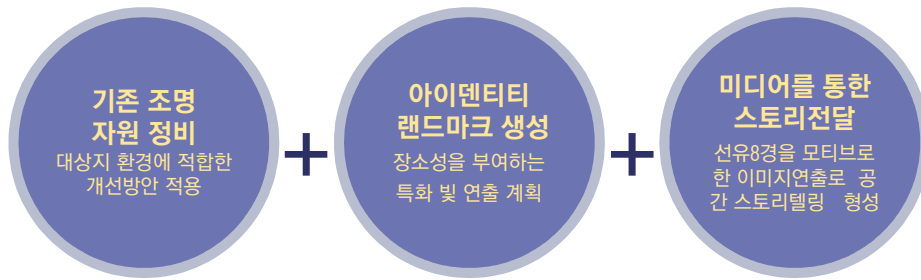 기존 조명
자원 정비
대상지 환경에 적합한
개선방안 적용
+
아이덴티티
랜드마크 생성
장소성을 부여하는
특화 빛 연출 계획
+
미디어를 통한
스토리전달
선유8경을 모티브로
한 이미지연출로 공
간 스토리텔링 형성